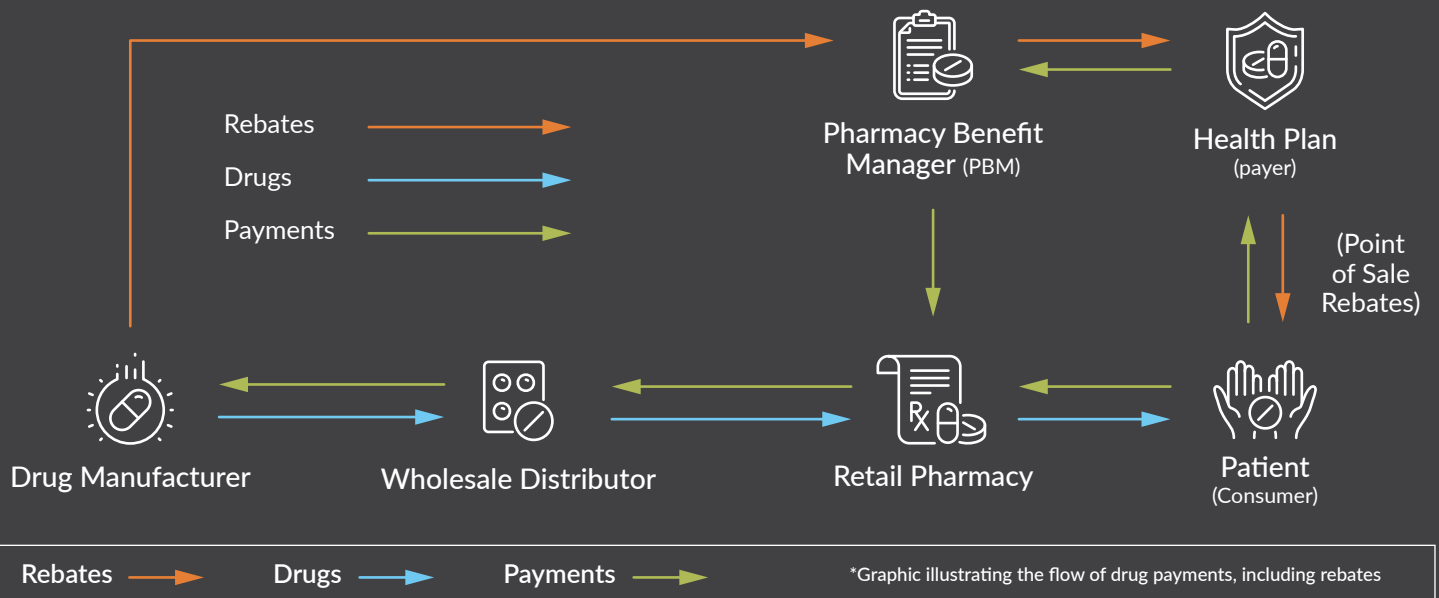 Rebates
Drugs
Payments
Pharmacy Benefit
Manager (PBM)
Health Plan
(payer)
(Point
of Sale
Rebates)
Rx
Drug Manufacturer
Wholesale Distributor
Retail Pharmacy
Patient
(Consumer)
Rebates
Drugs
Payments
*Graphic illustrating the flow of drug payments, including rebates